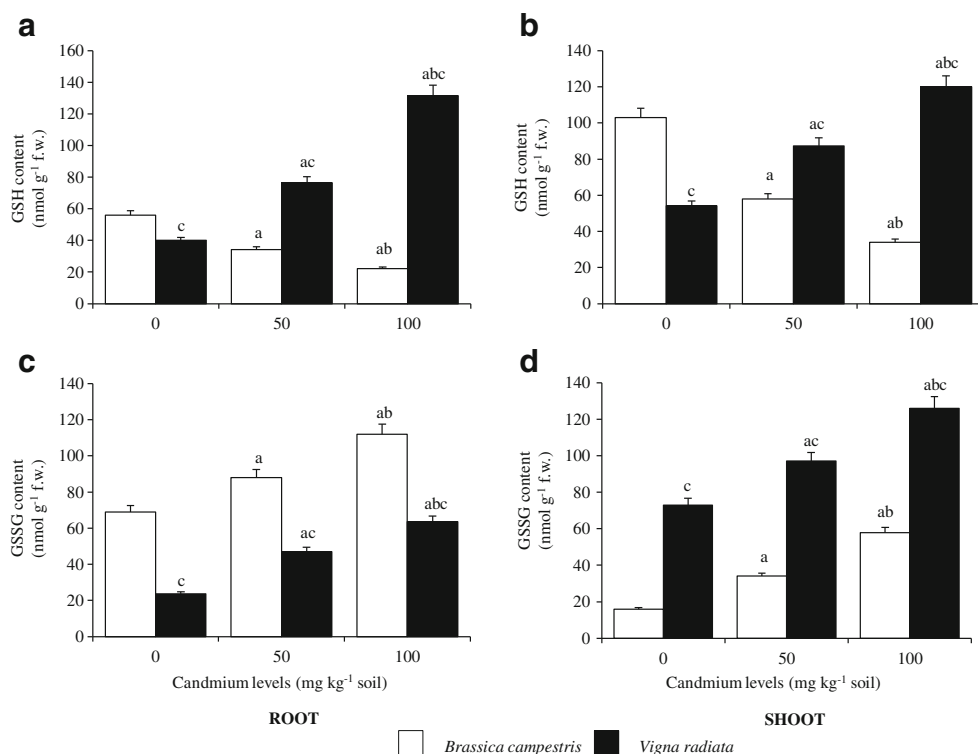 a
160
140
120
100
80
60
40
20
0
GSH content
(nmol g⁻¹ f.w.)
c
a
ac
ab
abc
0 50 100
b
140
120
100
80
60
40
20
0
GSH content
(nmol g⁻¹ f.w.)
c
a
ac
ab
abc
0 50 100
c
140
120
100
80
60
40
20
0
GSSG content
(nmol g⁻¹ f.w.)
c
a
ac
ab
abc
0 50 100
Candmium levels (mg kg⁻¹ soil)
ROOT
d
140
120
100
80
60
40
20
0
GSSG content
(nmol g⁻¹ f.w.)
c
a
ac
ab
abc
0 50 100
Candmium levels (mg kg⁻¹ soil)
SHOOT
Brassica campestris Vigna radiata